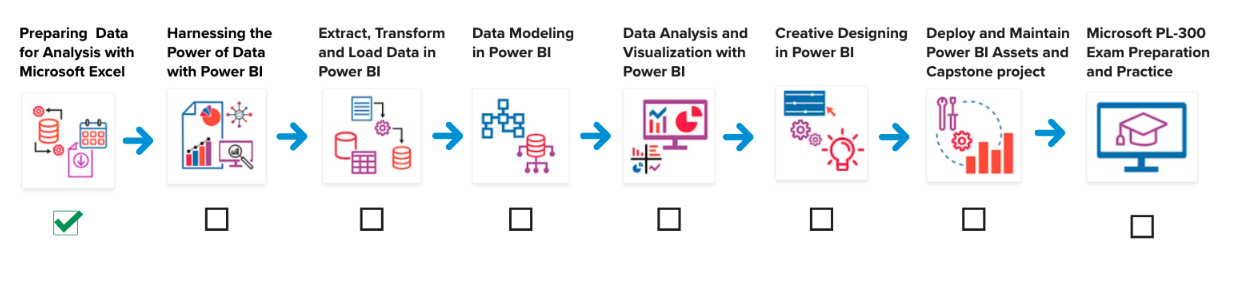 Preparing Data
for Analysis with
Microsoft Excel
Harnessing the
Power of Data
with Power BI
Extract, Transform
and Load Data in
Power BI
Data Modeling
in Power BI
Data Analysis and
Visualization with
Power BI
Creative Designing
in Power BI
Deploy and Maintain
Power BI Assets and
Capstone project
Microsoft PL-300
Exam Preparation
and Practice